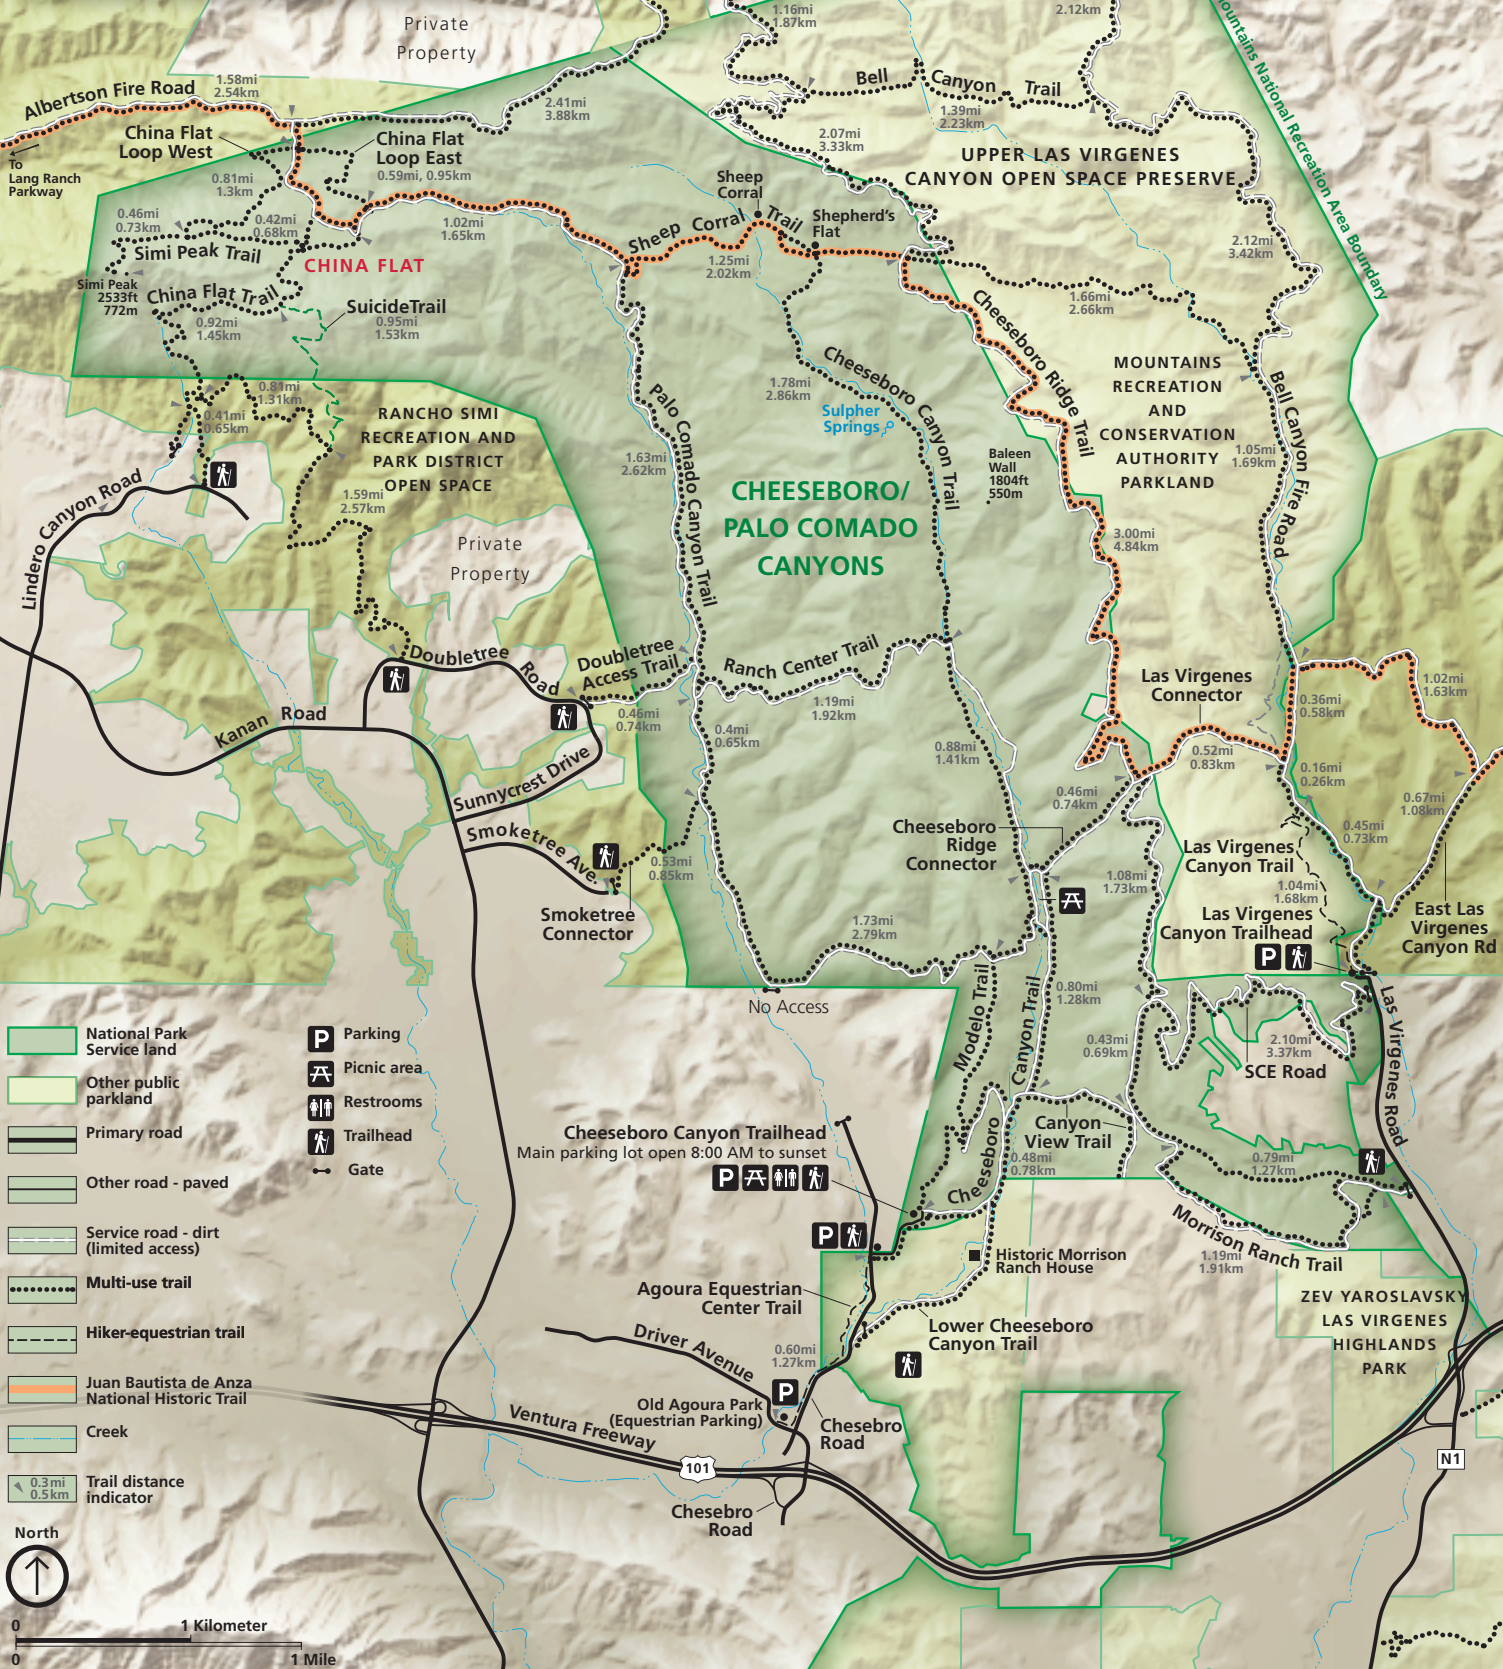 Private
Property
1.16mi
1.87km
2.12km
Mountains National Recreation Area Boundary
Albertson Fire Road
1.58mi
2.54km
2.41mi
3.88km
Bell Canyon Trail
1.39mi
2.23km
To
Lang Ranch
Parkway
China Flat
Loop West
China Flat
Loop East
0.59mi, 0.95km
0.81mi
1.3km
2.07mi
3.33km
UPPER LAS VIRGENES
CANYON OPEN SPACE PRESERVE
Sheep
Corral
Shepherd's
Flat
0.46mi
0.73km
0.42mi
0.68km
1.02mi
1.65km
Sheep Corral Trail
1.25mi
2.02km
2.12mi
3.42km
Simi Peak Trail
CHINA FLAT
Simi Peak
2533ft
772m
China Flat Trail
Suicide Trail
0.92mi
1.45km
0.95mi
1.53km
1.66mi
2.66km
Cheeseboro Ridge Trail
MOUNTAINS
RECREATION
AND
CONSERVATION
AUTHORITY
PARKLAND
1.78mi
2.86km
Cheeseboro Canyon Trail
Sulpher
Springs
0.81mi
1.31km
0.41mi
0.65km
RANCHO SIMI
RECREATION AND
PARK DISTRICT
OPEN SPACE
Palo Comado Canyon Trail
1.63mi
2.62km
Baleen
Wall
1804ft
550m
Bell Canyon Fire Road
1.05mi
1.69km
CHEESEBORO/
PALO COMADO
CANYONS
Lindero Canyon Road
1.59mi
2.57km
Private
Property
3.00mi
4.84km
Doubletree Road
Doubletree
Access Trail
0.46mi
0.74km
Ranch Center Trail
1.19mi
1.92km
Las Virgenes
Connector
0.36mi
0.58km
1.02mi
1.63km
Kanan Road
0.4mi
0.65km
0.88mi
1.41km
0.52mi
0.83km
0.16mi
0.26km
Sunnycrest Drive
0.46mi
0.74km
0.67mi
1.08km
0.45mi
0.73km
Smoketree Ave.
0.53mi
0.85km
Cheeseboro
Ridge
Connector
1.08mi
1.73km
Las Virgenes
Canyon Trail
1.04mi
1.68km
Smoketree
Connector
1.73mi
2.79km
Las Virgenes
Canyon Trailhead
P
East Las
Virgenes
Canyon Rd
No Access
Modelo Trail
Cheeseboro Canyon Trail
0.80mi
1.28km
0.43mi
0.69km
2.10mi
3.37km
SCE Road
Las Virgenes Road
National Park
Service land
Other public
parkland
Primary road
Other road - paved
Service road - dirt
(limited access)
Multi-use trail
Hiker-equestrian trail
Juan Bautista de Anza
National Historic Trail
Creek
0.3mi
0.5km
Trail distance
indicator
P
Parking
Picnic area
Restrooms
Trailhead
Gate
Cheeseboro Canyon Trailhead
Main parking lot open 8:00 AM to sunset
P
Canyon
View Trail
0.48mi
0.78km
0.79mi
1.27km
Morrison Ranch Trail
1.19mi
1.91km
P
Historic Morrison
Ranch House
Agoura Equestrian
Center Trail
Lower Cheeseboro
Canyon Trail
ZEV YAROSLAVSKY
LAS VIRGENES
HIGHLANDS
PARK
Driver Avenue
0.60mi
1.27km
P
Old Agoura Park
(Equestrian Parking)
Chesebro
Road
Ventura Freeway
101
N1
Chesebro
Road
North
0
1 Kilometer
0
1 Mile